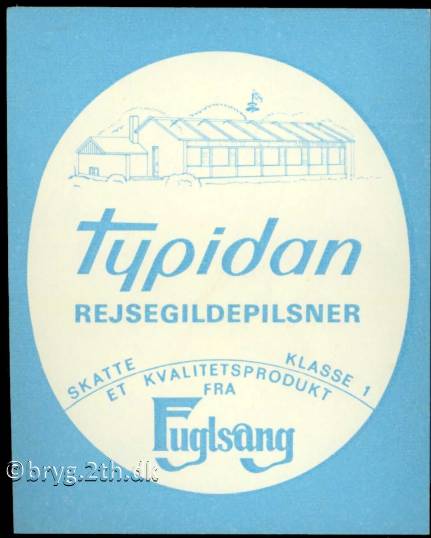 typidan
REJSEGILDEPILSNER
SKATTE KLASSE 1
ET KVALITETSPRODUKT
FRA
Fuglsang
©bryg.2th.dk